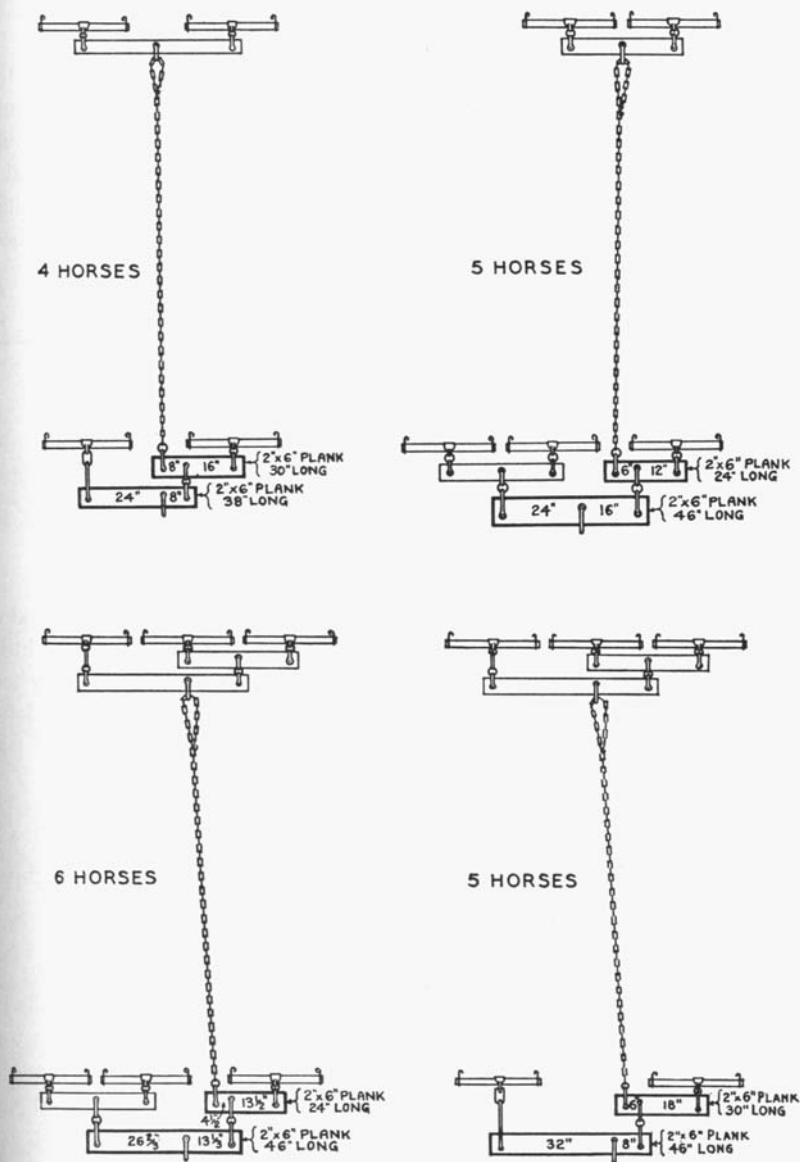 4 HORSES
8" 16"
2"x6" PLANK
30" LONG
24" 8"
2"x6" PLANK
38" LONG
5 HORSES
6" 12"
2"x6" PLANK
24" LONG
24" 16"
2"x6" PLANK
46" LONG
6 HORSES
13½"
4½"
2"x6" PLANK
24" LONG
26⅔" 13⅓"
2"x6" PLANK
46" LONG
5 HORSES
6" 18"
2"x6" PLANK
30" LONG
32" 8"
2"x6" PLANK
46" LONG